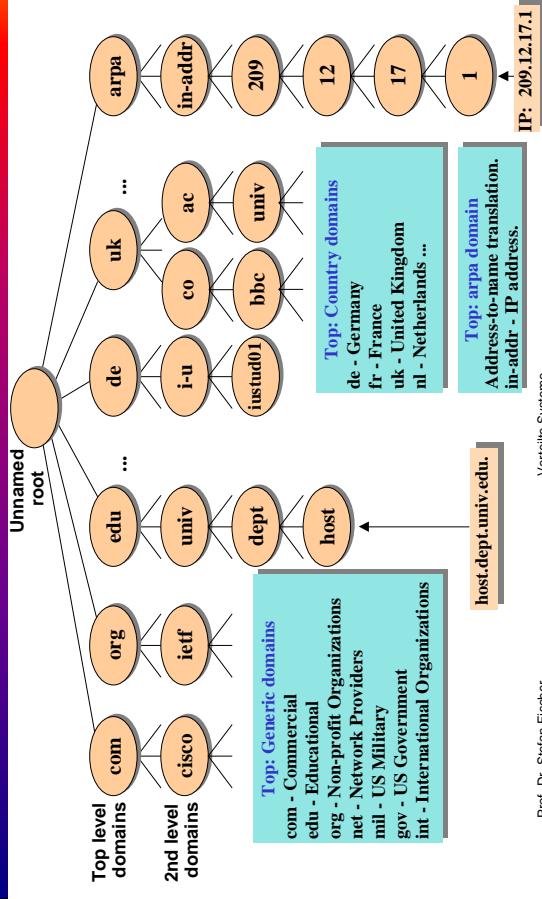 Unnamed
root
Top level
domains
com
org
edu
...
de
uk
...
arpa
2nd level
domains
cisco
ietf
univ
i-u
co
ac
in-addr
dept
iustud01
bbc
univ
209
host
12
17
1
Top: Generic domains
com - Commercial
edu - Educational
org - Non-profit Organizations
net - Network Providers
mil - US Military
gov - US Government
int - International Organizations
host.dept.univ.edu.
Top: Country domains
de - Germany
fr - France
uk - United Kingdom
nl - Netherlands ...
Top: arpa domain
Address-to-name translation.
in-addr - IP address.
IP: 209.12.17.1
Prof. Dr. Stefan Fischer
Verteilte Systeme